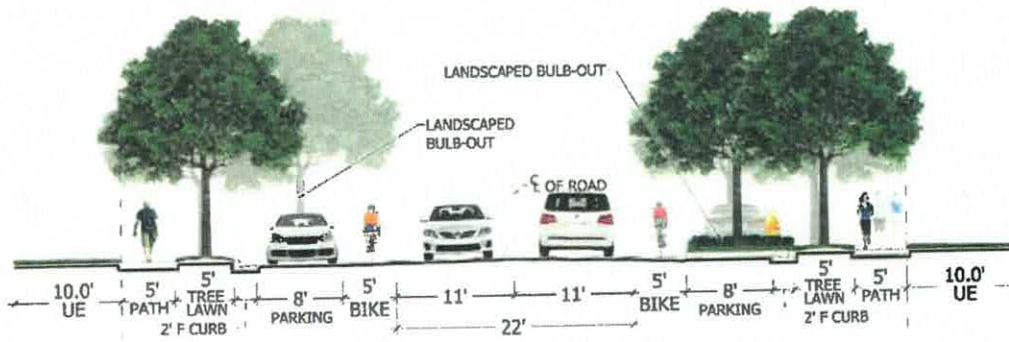 LANDSCAPED BULB-OUT
LANDSCAPED
BULB-OUT
℄ OF ROAD
10.0'
UE
5'
PATH
5'
TREE
LAWN
2' F CURB
8'
PARKING
5'
BIKE
11'
11'
22'
5'
BIKE
8'
PARKING
5'
TREE
LAWN
2' F CURB
5'
PATH
10.0'
UE